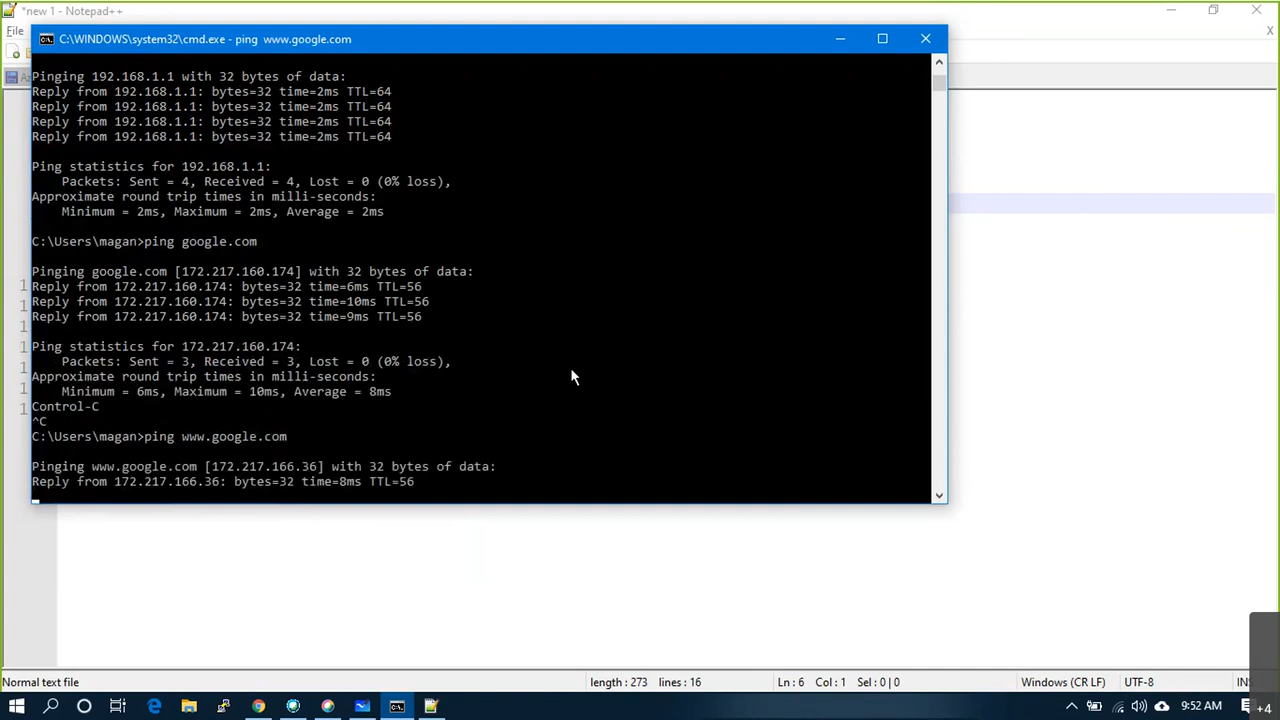 *new 1 - Notepad++
File
X
C:\WINDOWS\system32\cmd.exe - ping  www.google.com
Pinging 192.168.1.1 with 32 bytes of data:
Reply from 192.168.1.1: bytes=32 time=2ms TTL=64
Reply from 192.168.1.1: bytes=32 time=2ms TTL=64
Reply from 192.168.1.1: bytes=32 time=2ms TTL=64
Reply from 192.168.1.1: bytes=32 time=2ms TTL=64
Ping statistics for 192.168.1.1:
Packets: Sent = 4, Received = 4, Lost = 0 (0% loss),
Approximate round trip times in milli-seconds:
Minimum = 2ms, Maximum = 2ms, Average = 2ms
C:\Users\magan>ping google.com
Pinging google.com [172.217.160.174] with 32 bytes of data:
Reply from 172.217.160.174: bytes=32 time=6ms TTL=56
Reply from 172.217.160.174: bytes=32 time=10ms TTL=56
Reply from 172.217.160.174: bytes=32 time=9ms TTL=56
Ping statistics for 172.217.160.174:
Packets: Sent = 3, Received = 3, Lost = 0 (0% loss),
Approximate round trip times in milli-seconds:
Minimum = 6ms, Maximum = 10ms, Average = 8ms
Control-C
^C
C:\Users\magan>ping www.google.com
Pinging www.google.com [172.217.166.36] with 32 bytes of data:
Reply from 172.217.166.36: bytes=32 time=8ms TTL=56
Normal text file
length : 273    lines : 16
Ln : 6    Col : 1    Sel : 0 | 0
Windows (CR LF)
UTF-8
9:52 AM
+4